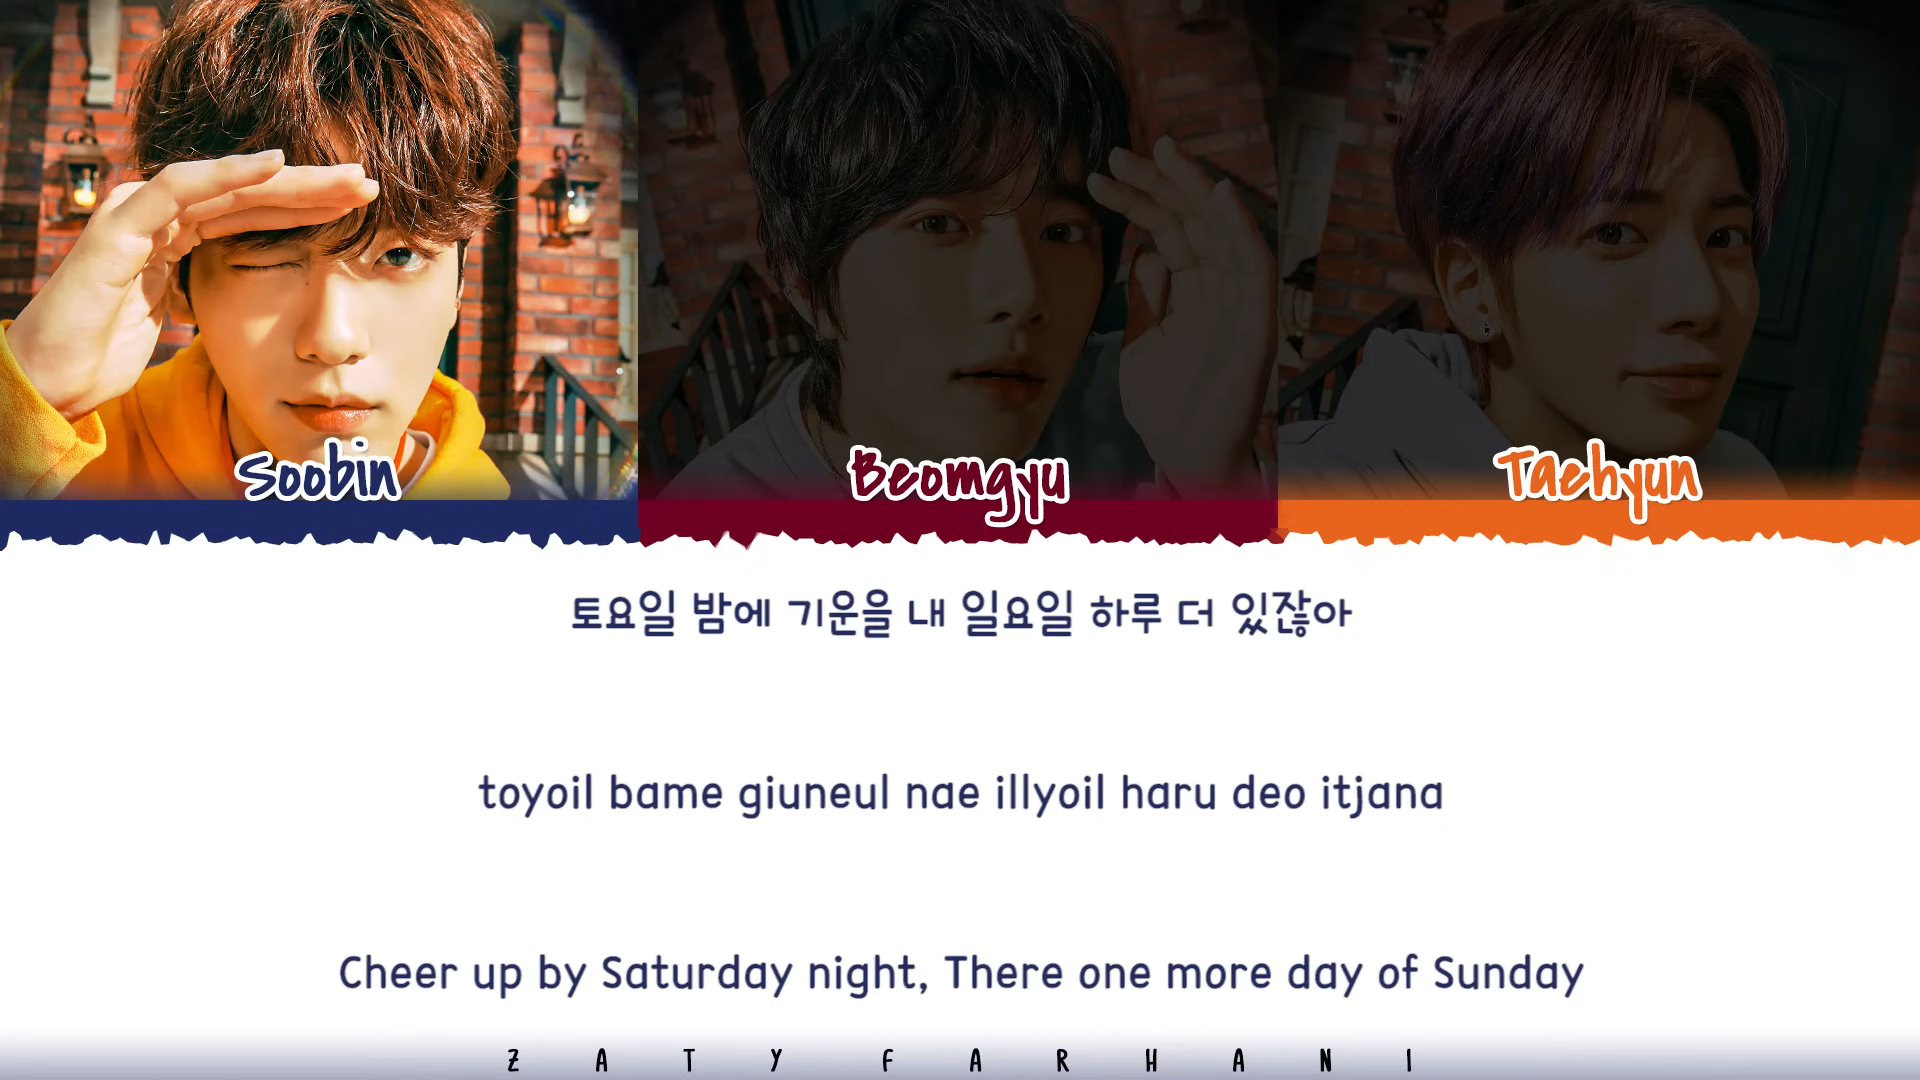 Soobin Beomgyu Taehyun
토요일 밤에 기운을 내 일요일 하루 더 있잖아
toyoil bame giuneul nae illyoil haru deo itjana
Cheer up by Saturday night, There one more day of Sunday
ZATY FARHANI